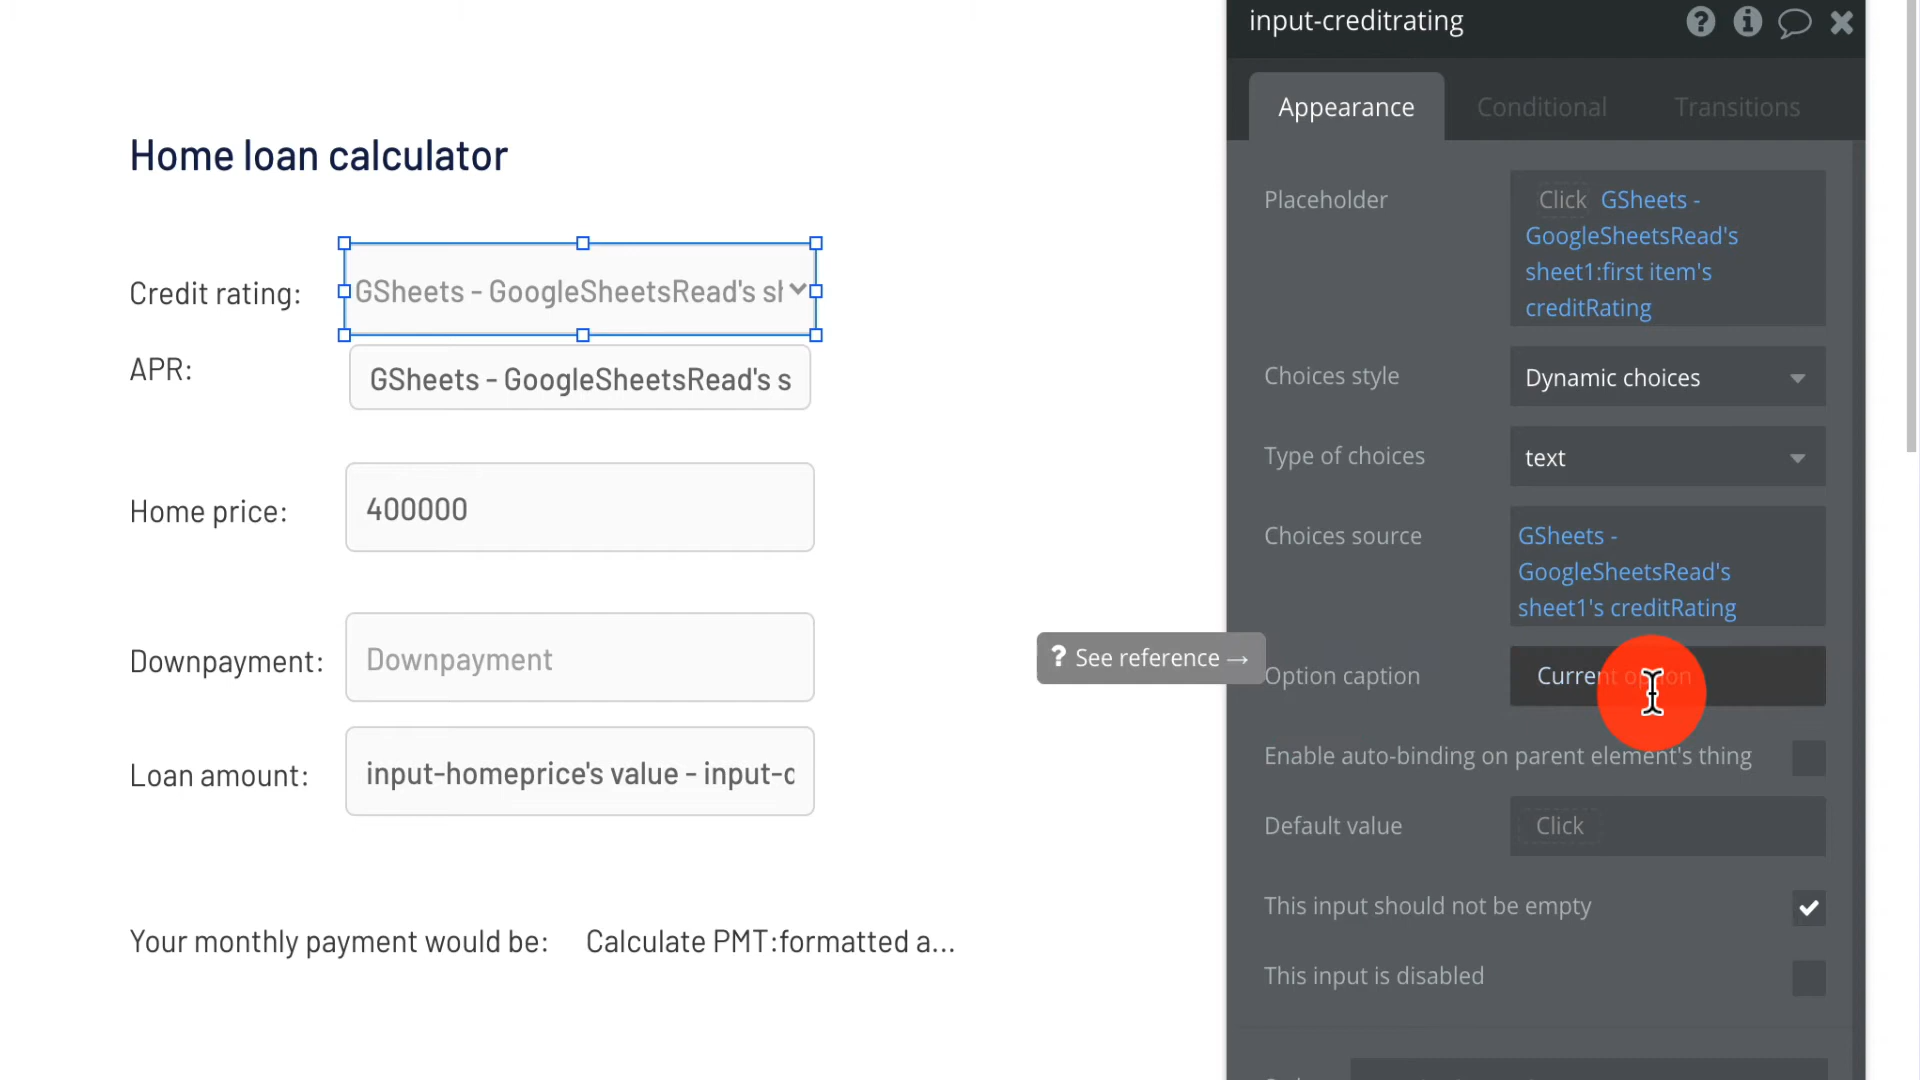 input-creditrating
Appearance
Conditional
Transitions
Home loan calculator
Credit rating:
GSheets - GoogleSheetsRead's sh
APR:
GSheets - GoogleSheetsRead's s
Home price:
400000
Downpayment:
Downpayment
Loan amount:
input-homeprice's value - input-c
Your monthly payment would be:
Calculate PMT:formatted a...
? See reference →
Placeholder
Click GSheets -
GoogleSheetsRead's
sheet1:first item's
creditRating
Choices style
Dynamic choices
Type of choices
text
Choices source
GSheets -
GoogleSheetsRead's
sheet1's creditRating
Option caption
Current option
Enable auto-binding on parent element's thing
Default value
Click
This input should not be empty
This input is disabled